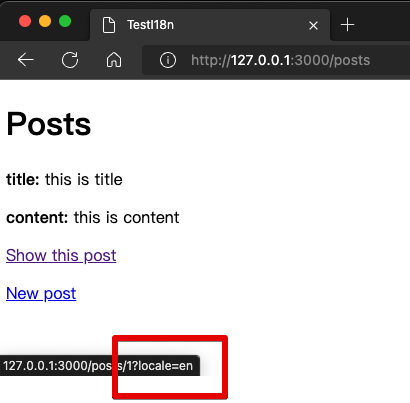 TestI18n
http://127.0.0.1:3000/posts
Posts
title: this is title
content: this is content
Show this post
New post
127.0.0.1:3000/posts/1?locale=en